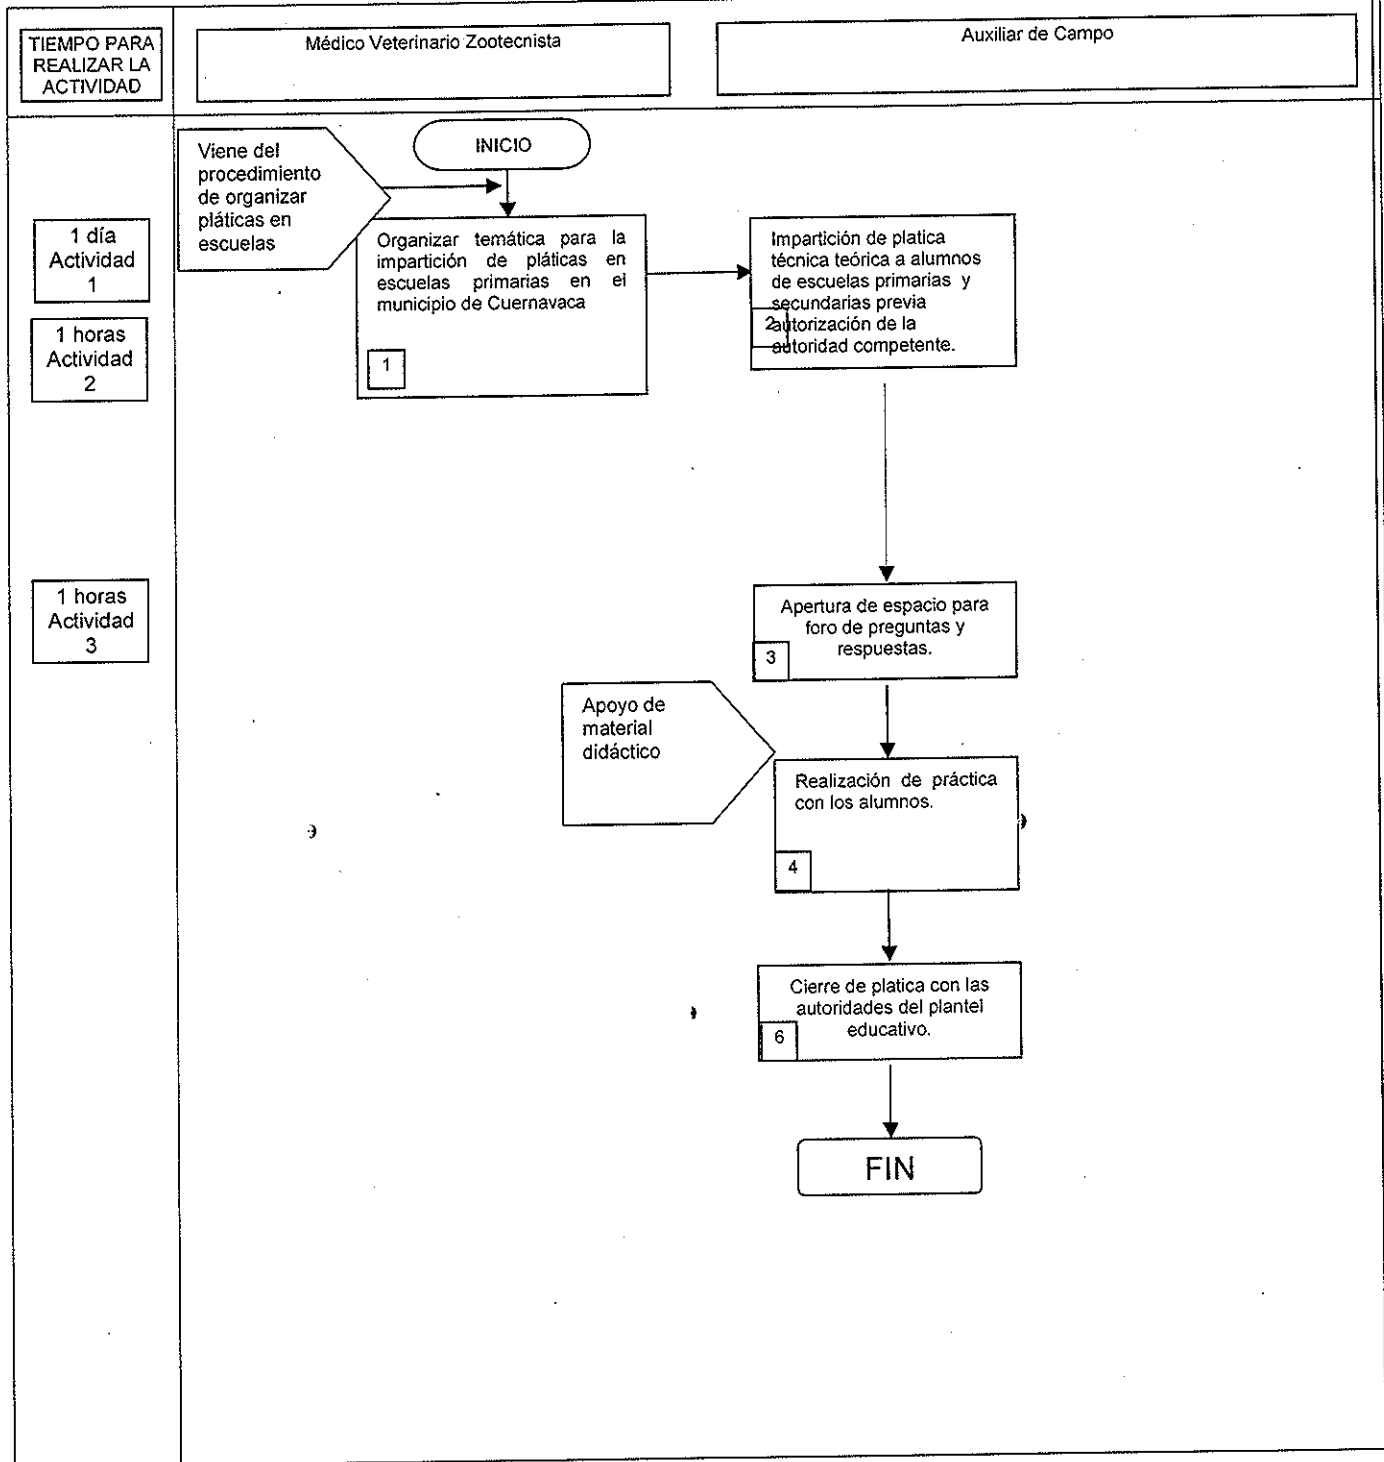 TIEMPO PARA
REALIZAR LA
ACTIVIDAD
Médico Veterinario Zootecnista
Auxiliar de Campo
INICIO
Viene del
procedimiento
de organizar
pláticas en
escuelas
1 día
Actividad
1
Organizar temática para la
impartición de pláticas en
escuelas primarias en el
municipio de Cuernavaca
1
Impartición de platica
técnica teórica a alumnos
de escuelas primarias y
secundarias previa
autorización de la
autoridad competente.
2
1 horas
Actividad
2
1 horas
Actividad
3
Apertura de espacio para
foro de preguntas y
respuestas.
3
Apoyo de
material
didáctico
Realización de práctica
con los alumnos.
4
Cierre de platica con las
autoridades del plantel
educativo.
6
FIN